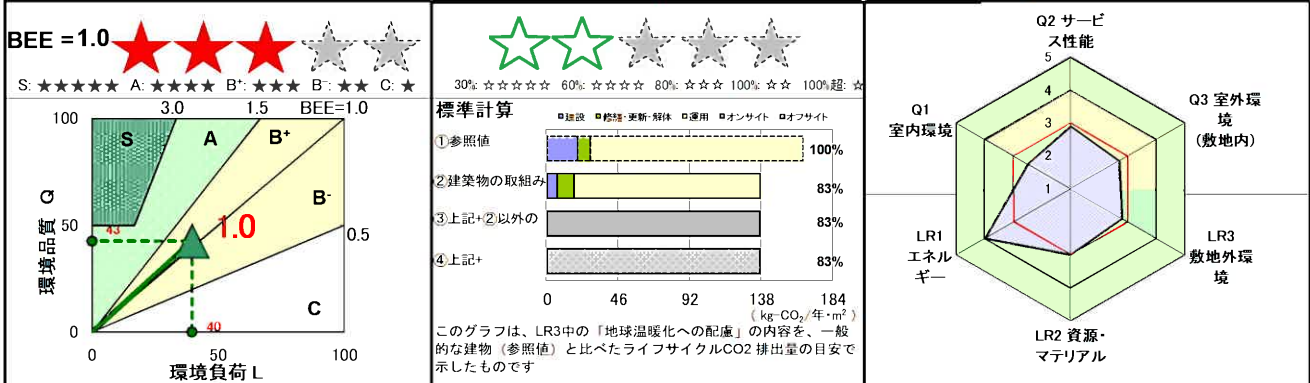 BEE = 1.0
S: ★★★★★ A: ★★★★ B⁺: ★★★ B⁻: ★★ C: ★
3.0 1.5 BEE=1.0
100
S A B⁺
B⁻
1.0
環境品質 Q
50
43
0.5
C
0
40
0 50 100
環境負荷 L
30%: ☆☆☆☆☆ 60%: ☆☆☆☆ 80%: ☆☆☆ 100%: ☆☆ 100%超: ☆
標準計算
建設 修繕・更新・解体 運用 オンサイト オフサイト
①参照値 100%
②建築物の取組み 83%
③上記+②以外の 83%
④上記+ 83%
0 46 92 138 184
( kg-CO₂/年・m² )
このグラフは、LR3中の「地球温暖化への配慮」の内容を、一般
的な建物（参照値）と比べたライフサイクルCO2 排出量の目安で
示したものです
Q2 サービ
ス性能
Q1
室内環境
Q3 室外環
境
(敷地内)
5
4
3
2
1
LR1
エネル
ギー
LR3
敷地外環
境
LR2 資源・
マテリアル